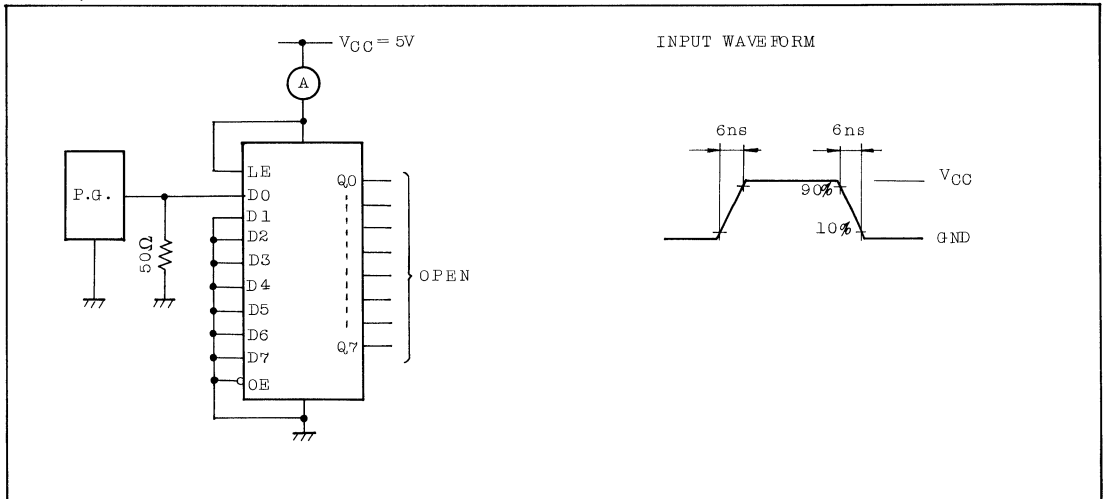 VCC = 5V
A
INPUT WAVEFORM
P.G.
50Ω
LE
D0
D1
D2
D3
D4
D5
D6
D7
OE
Q0
Q7
OPEN
6ns
6ns
90%
10%
VCC
GND